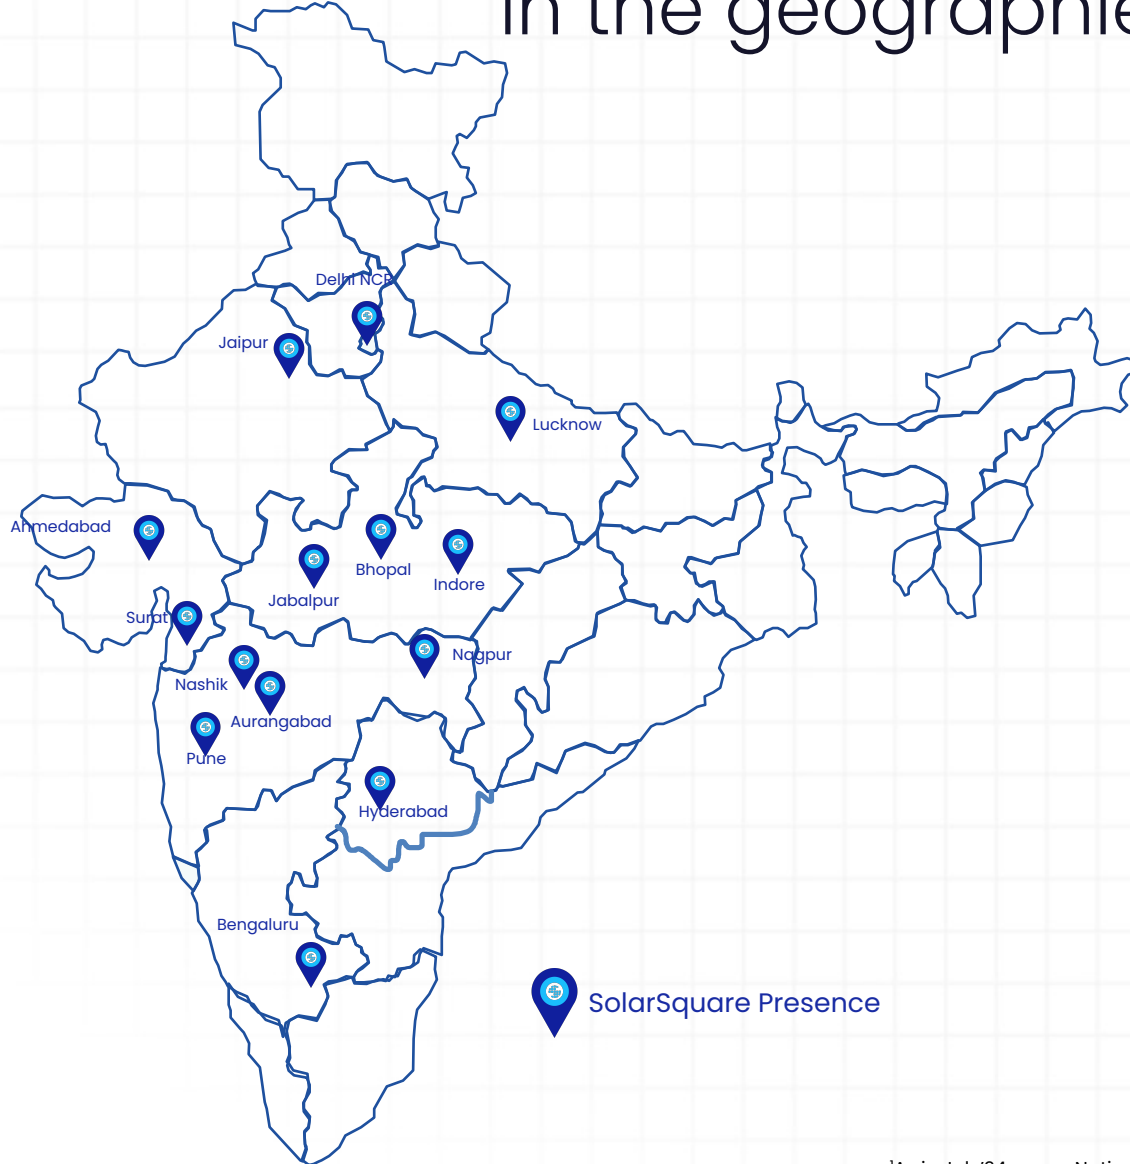 in the geographie
Delhi NCR
Jaipur
Lucknow
Ahmedabad
Bhopal
Indore
Jabalpur
Surat
Nagpur
Nashik
Aurangabad
Pune
Hyderabad
Bengaluru
SolarSquare Presence